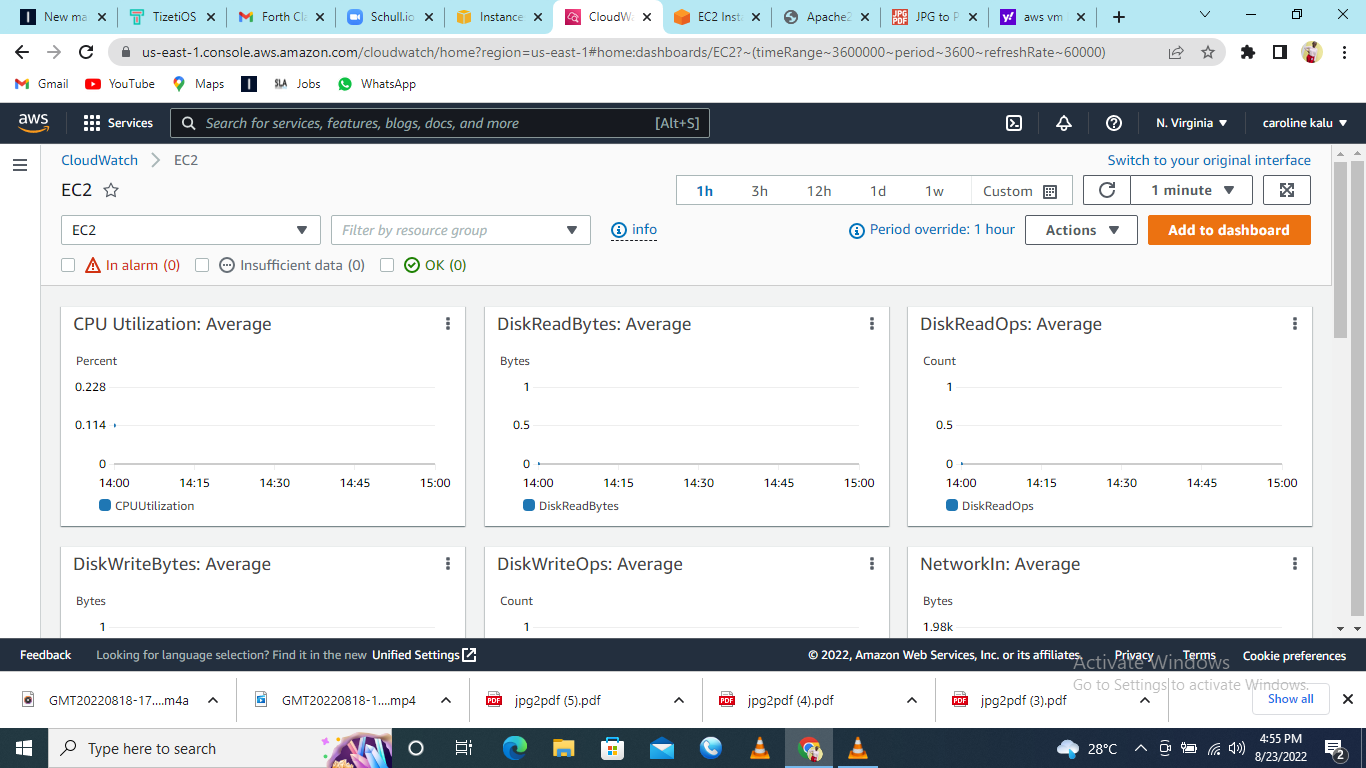 New ma
TizetiOS
Forth Cl
Schull.io
Instance
CloudW
EC2 Inst
Apache2
JPG to P
aws vm
us-east-1.console.aws.amazon.com/cloudwatch/home?region=us-east-1#home:dashboards/EC2?~(timeRange~3600000~period~3600~refreshRate~60000)
Gmail YouTube Maps SLA Jobs WhatsApp
aws Services Search for services, features, blogs, docs, and more [Alt+S] N. Virginia caroline kalu
CloudWatch EC2 Switch to your original interface
EC2 1h 3h 12h 1d 1w Custom 1 minute
EC2 Filter by resource group info Period override: 1 hour Actions Add to dashboard
In alarm (0) Insufficient data (0) OK (0)
CPU Utilization: Average
Percent
0.228
0.114
0
14:00 14:15 14:30 14:45 15:00
CPUUtilization
DiskReadBytes: Average
Bytes
1
0.5
0
14:00 14:15 14:30 14:45 15:00
DiskReadBytes
DiskReadOps: Average
Count
1
0.5
0
14:00 14:15 14:30 14:45 15:00
DiskReadOps
DiskWriteBytes: Average
Bytes
1
DiskWriteOps: Average
Count
1
NetworkIn: Average
Bytes
1.98k
Feedback Looking for language selection? Find it in the new Unified Settings © 2022, Amazon Web Services, Inc. or its affiliates. Privacy Terms Cookie preferences
Activate Windows
Go to Settings to activate Windows.
GMT20220818-17....m4a GMT20220818-1....mp4 jpg2pdf (5).pdf jpg2pdf (4).pdf jpg2pdf (3).pdf Show all
Type here to search 28°C 4:55 PM
8/23/2022 2